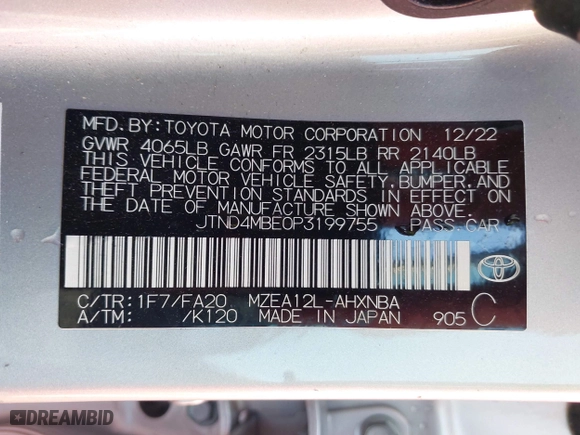 MFD.BY:TOYOTA MOTOR CORPORATION 12/22
GVWR 4065LB GAWR FR 2315LB RR 2140LB
THIS VEHICLE CONFORMS TO ALL APPLICABLE
FEDERAL MOTOR VEHICLE SAFETY,BUMPER,AND
THEFT PREVENTION STANDARDS IN EFFECT ON
THE DATE OF MANUFACTURE SHOWN ABOVE.
JTND4MBE0P3199755 PASS.CAR
C/TR:1F7/FA20 MZEA12L-AHXNBA
A/TM: /K120 MADE IN JAPAN 905 C
DREAMBID